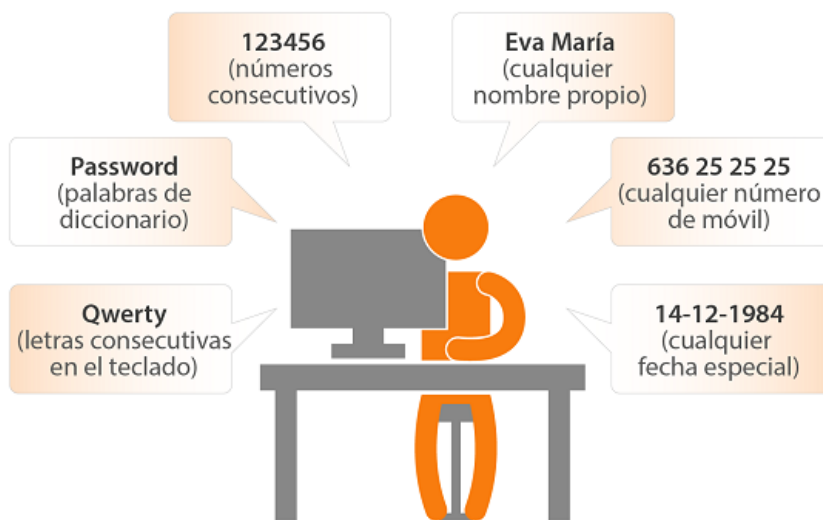 123456
(números
consecutivos)
Eva María
(cualquier
nombre propio)
Password
(palabras de
diccionario)
636 25 25 25
(cualquier número
de móvil)
Qwerty
(letras consecutivas
en el teclado)
14-12-1984
(cualquier
fecha especial)